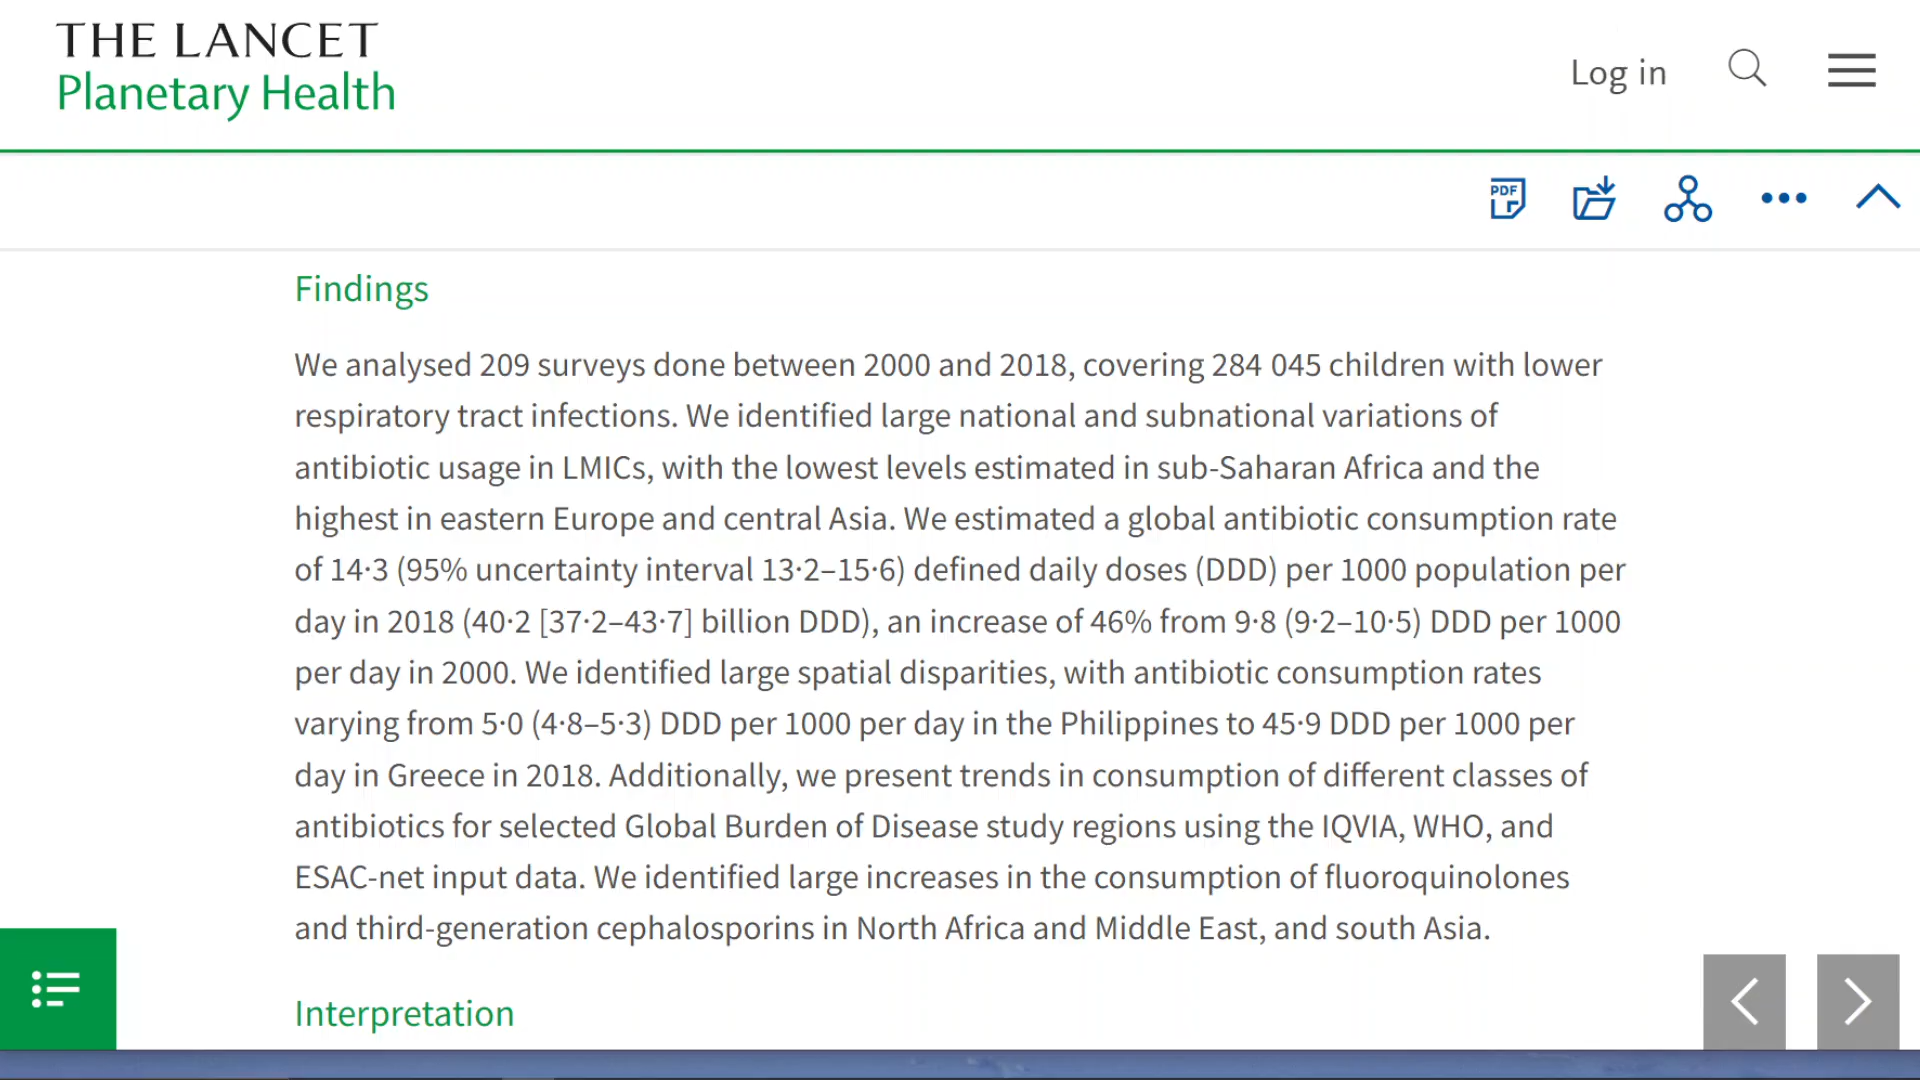 THE LANCET
Planetary Health
Log in
PDF
Findings
We analysed 209 surveys done between 2000 and 2018, covering 284 045 children with lower
respiratory tract infections. We identified large national and subnational variations of
antibiotic usage in LMICs, with the lowest levels estimated in sub-Saharan Africa and the
highest in eastern Europe and central Asia. We estimated a global antibiotic consumption rate
of 14·3 (95% uncertainty interval 13·2–15·6) defined daily doses (DDD) per 1000 population per
day in 2018 (40·2 [37·2–43·7] billion DDD), an increase of 46% from 9·8 (9·2–10·5) DDD per 1000
per day in 2000. We identified large spatial disparities, with antibiotic consumption rates
varying from 5·0 (4·8–5·3) DDD per 1000 per day in the Philippines to 45·9 DDD per 1000 per
day in Greece in 2018. Additionally, we present trends in consumption of different classes of
antibiotics for selected Global Burden of Disease study regions using the IQVIA, WHO, and
ESAC-net input data. We identified large increases in the consumption of fluoroquinolones
and third-generation cephalosporins in North Africa and Middle East, and south Asia.
Interpretation